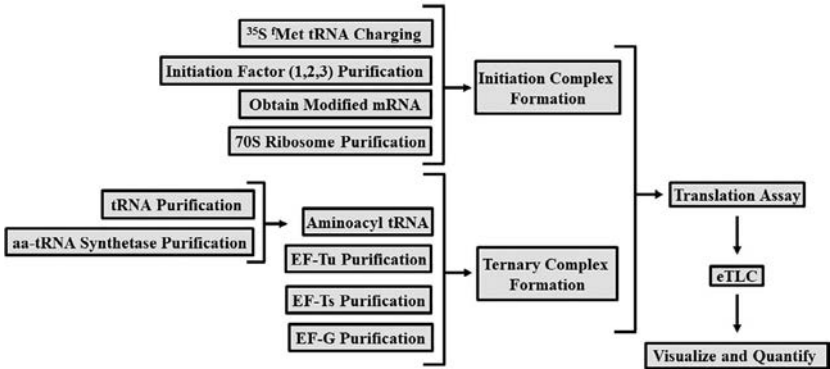 ³⁵S ᶠMet tRNA Charging
Initiation Factor (1,2,3) Purification
Obtain Modified mRNA
70S Ribosome Purification
Initiation Complex
Formation
tRNA Purification
aa-tRNA Synthetase Purification
Aminoacyl tRNA
EF-Tu Purification
EF-Ts Purification
EF-G Purification
Ternary Complex
Formation
Translation Assay
eTLC
Visualize and Quantify